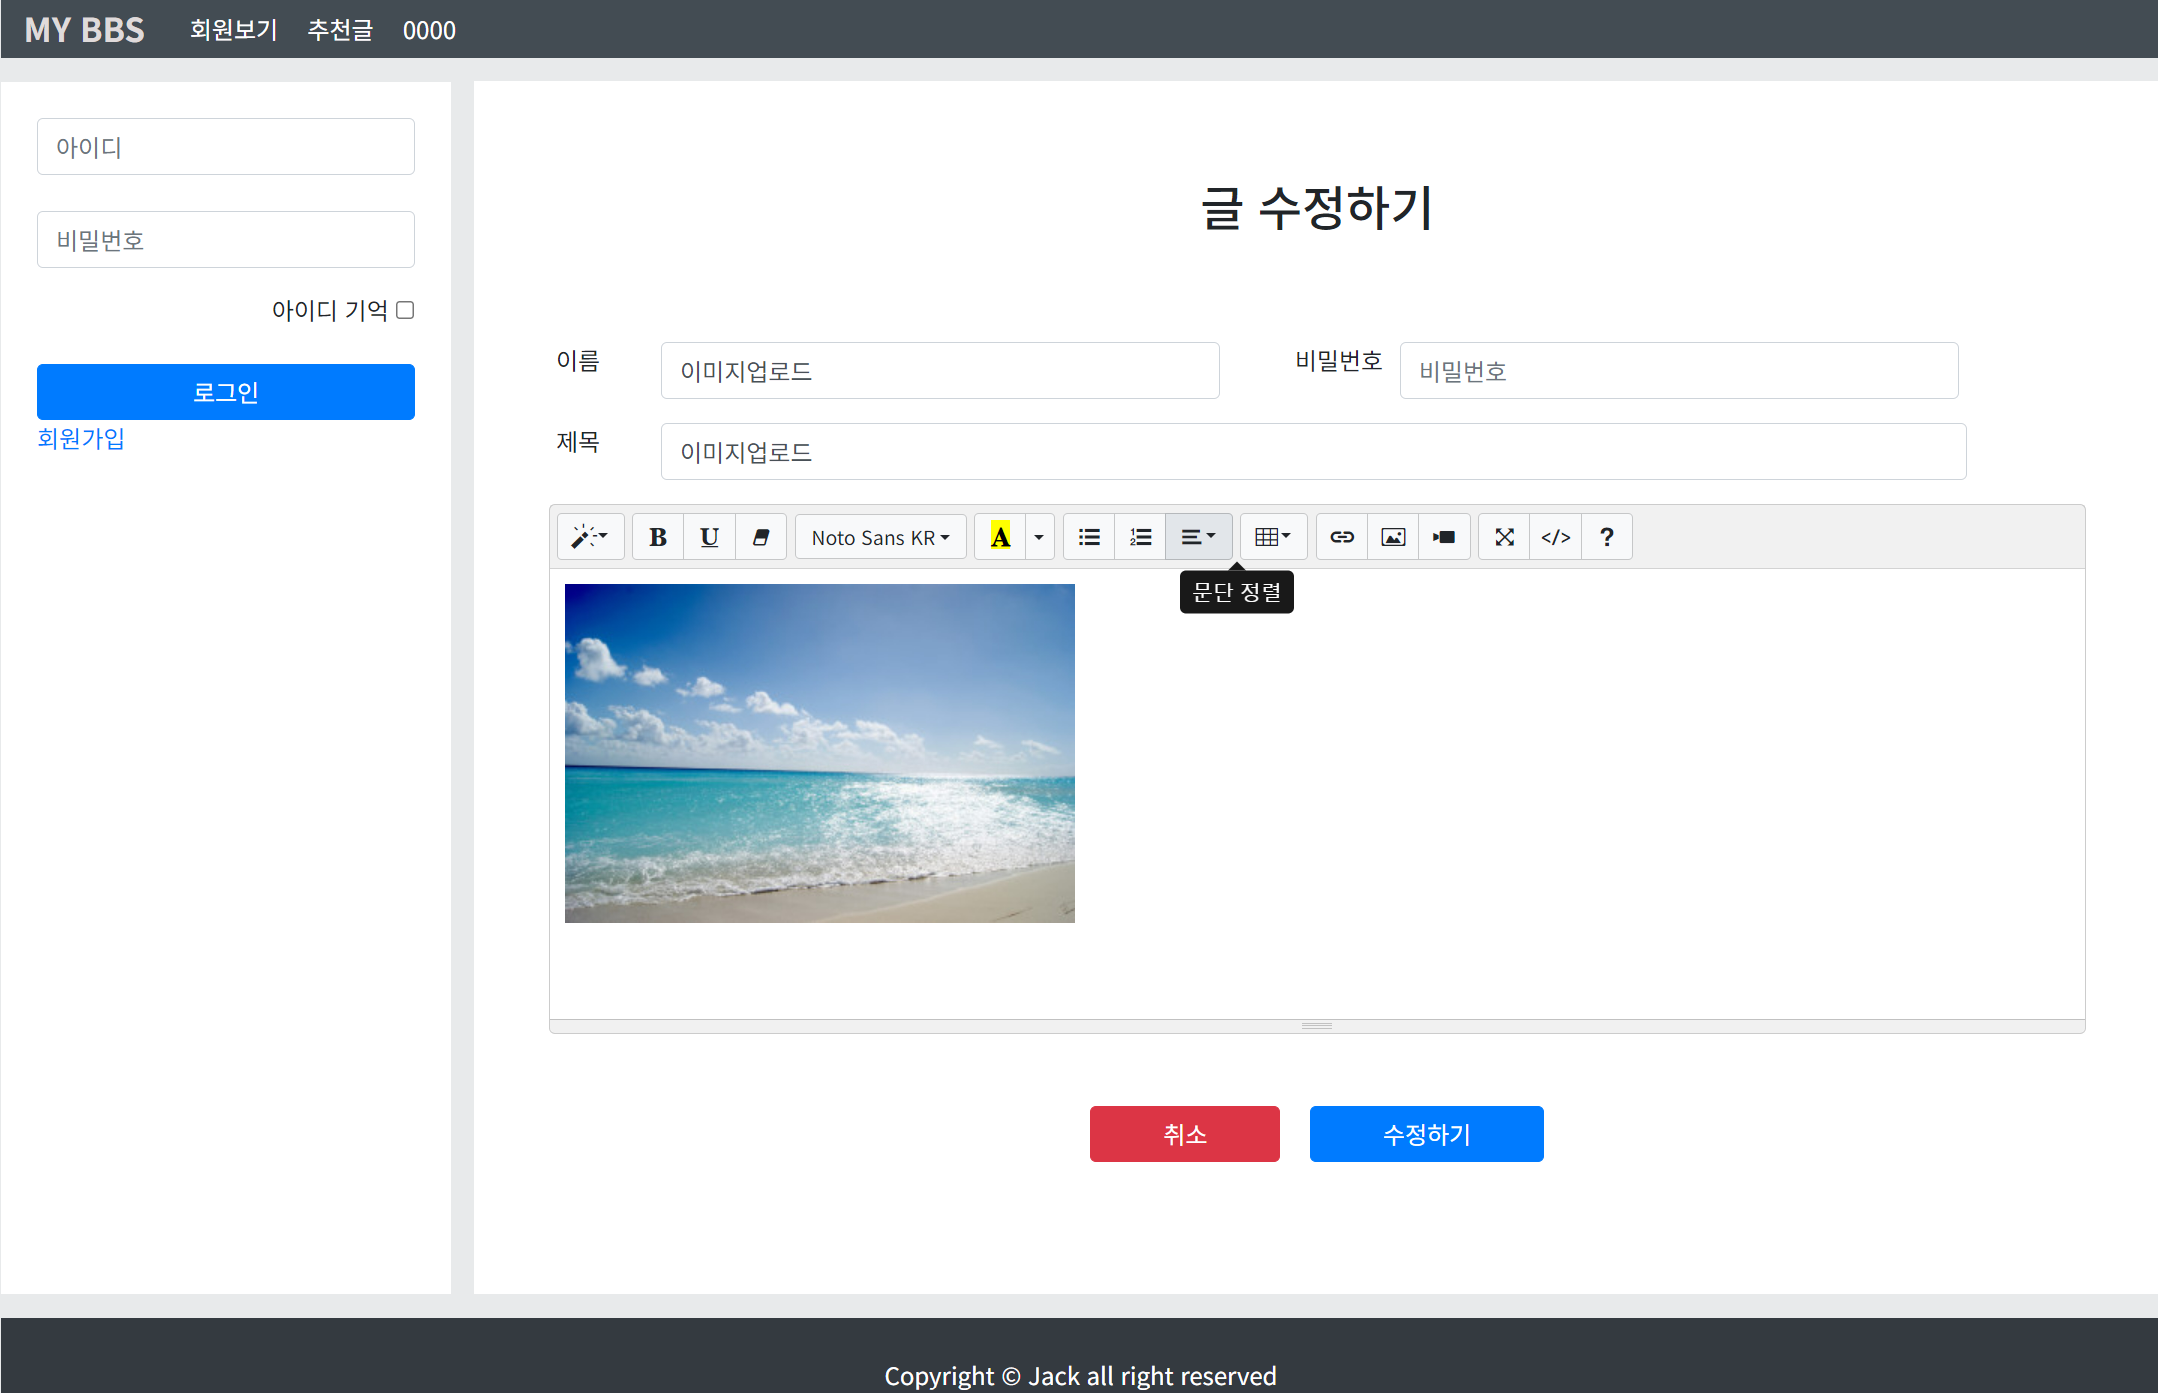 MY BBS 회원보기 추천글 0000
아이디
비밀번호
아이디 기억
로그인
회원가입
글 수정하기
이름 이미지업로드 비밀번호 비밀번호
제목 이미지업로드
B U Noto Sans KR A </> ?
문단 정렬
취소 수정하기
Copyright © Jack all right reserved